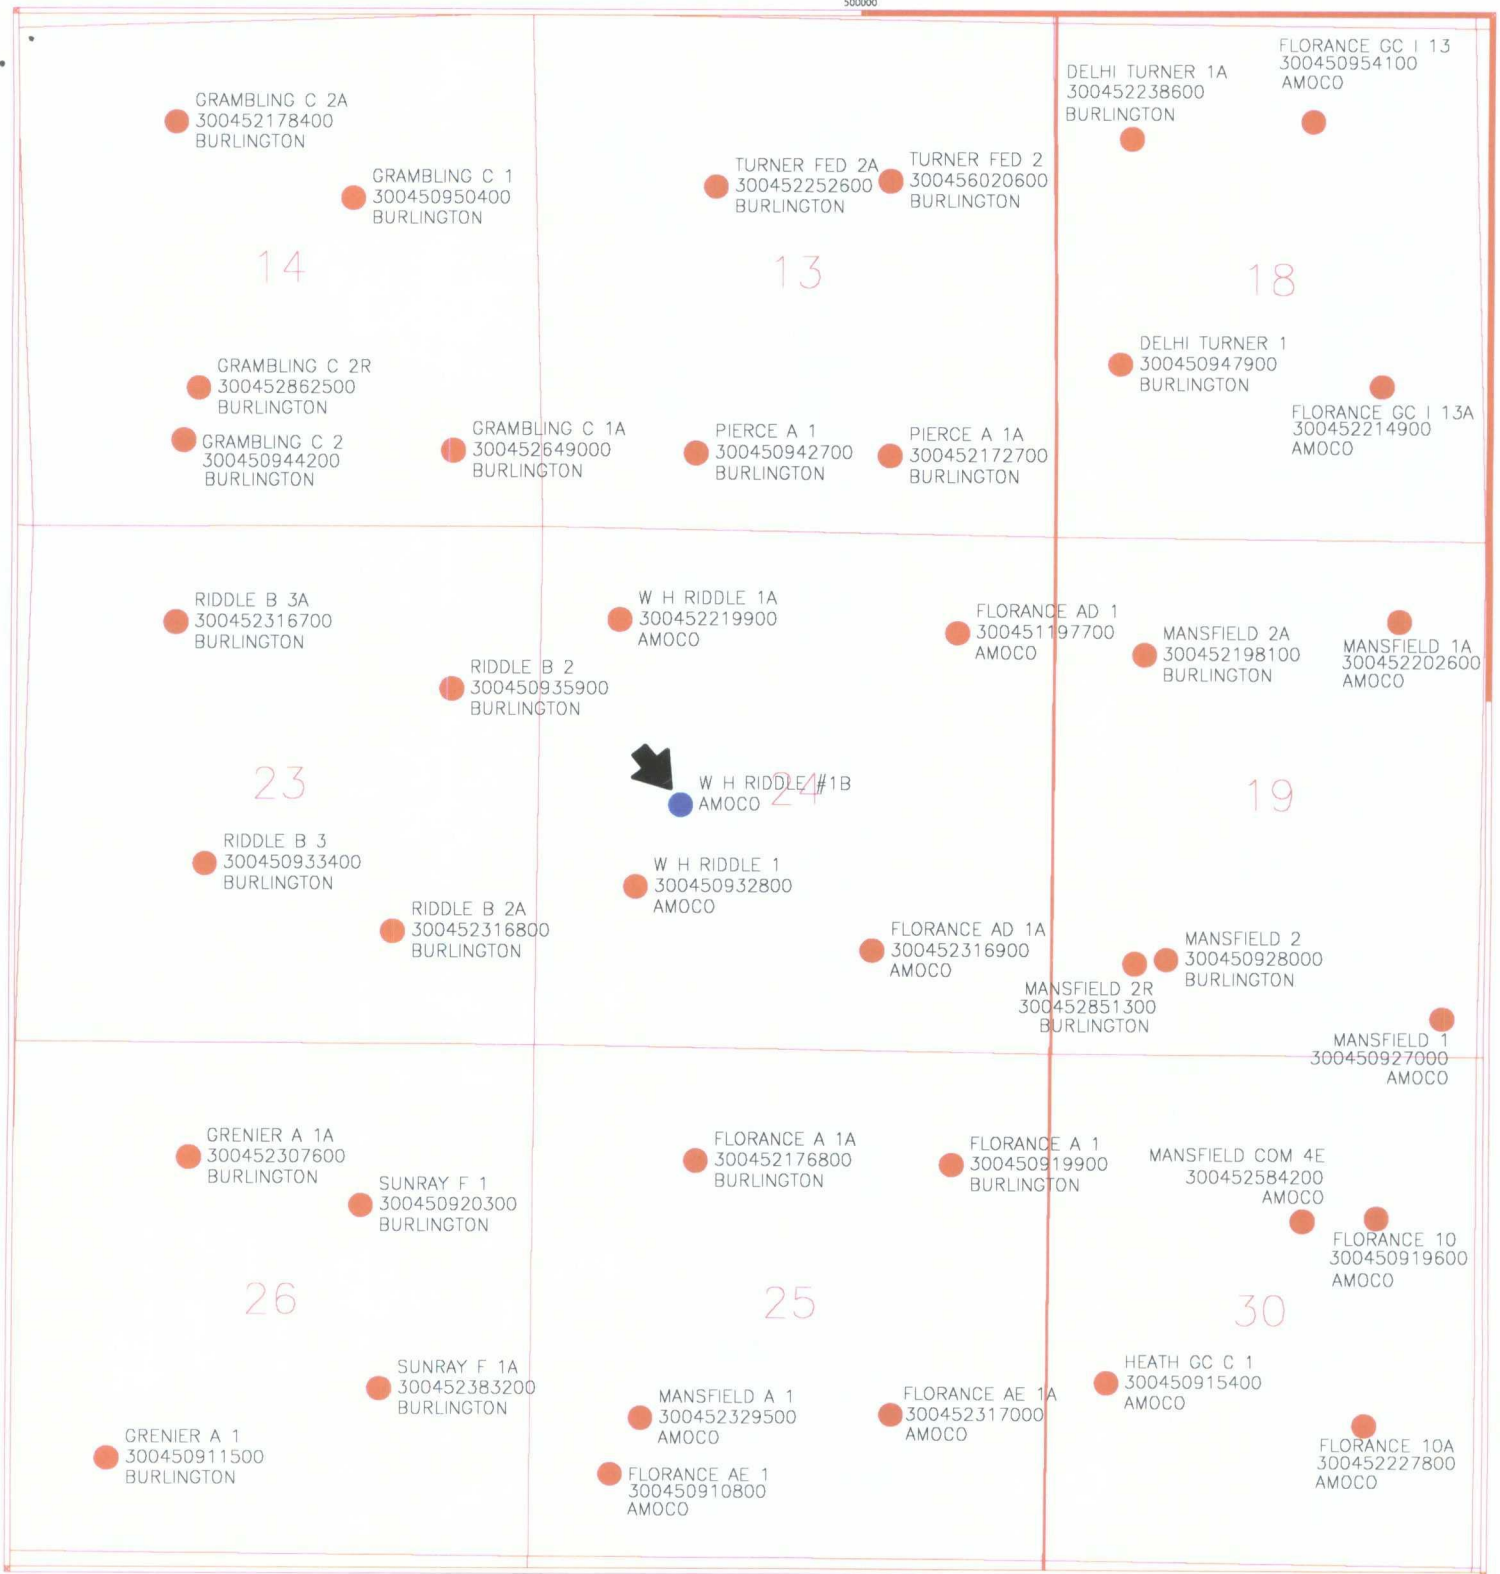 500000
GRAMBLING C 2A
300452178400
BURLINGTON
GRAMBLING C 1
300450950400
BURLINGTON
14
GRAMBLING C 2R
300452862500
BURLINGTON
GRAMBLING C 2
300450944200
BURLINGTON
GRAMBLING C 1A
300452649000
BURLINGTON
TURNER FED 2A
300452252600
BURLINGTON
TURNER FED 2
300456020600
BURLINGTON
13
PIERCE A 1
300450942700
BURLINGTON
PIERCE A 1A
300452172700
BURLINGTON
DELHI TURNER 1A
300452238600
BURLINGTON
FLORANCE GC I 13
300450954100
AMOCO
18
DELHI TURNER 1
300450947900
BURLINGTON
FLORANCE GC I 13A
300452214900
AMOCO
RIDDLE B 3A
300452316700
BURLINGTON
RIDDLE B 2
300450935900
BURLINGTON
23
RIDDLE B 3
300450933400
BURLINGTON
RIDDLE B 2A
300452316800
BURLINGTON
W H RIDDLE 1A
300452219900
AMOCO
FLORANCE AD 1
300451197700
AMOCO
W H RIDDLE #1B
AMOCO
24
W H RIDDLE 1
300450932800
AMOCO
FLORANCE AD 1A
300452316900
AMOCO
MANSFIELD 2A
300452198100
BURLINGTON
MANSFIELD 1A
300452202600
AMOCO
19
MANSFIELD 2
300450928000
BURLINGTON
MANSFIELD 2R
300452851300
BURLINGTON
MANSFIELD 1
300450927000
AMOCO
GRENIER A 1A
300452307600
BURLINGTON
SUNRAY F 1
300450920300
BURLINGTON
26
SUNRAY F 1A
300452383200
BURLINGTON
GRENIER A 1
300450911500
BURLINGTON
FLORANCE A 1A
300452176800
BURLINGTON
FLORANCE A 1
300450919900
BURLINGTON
25
MANSFIELD A 1
300452329500
AMOCO
FLORANCE AE 1A
300452317000
AMOCO
FLORANCE AE 1
300450910800
AMOCO
MANSFIELD COM 4E
300452584200
AMOCO
FLORANCE 10
300450919600
AMOCO
30
HEATH GC C 1
300450915400
AMOCO
FLORANCE 10A
300452227800
AMOCO